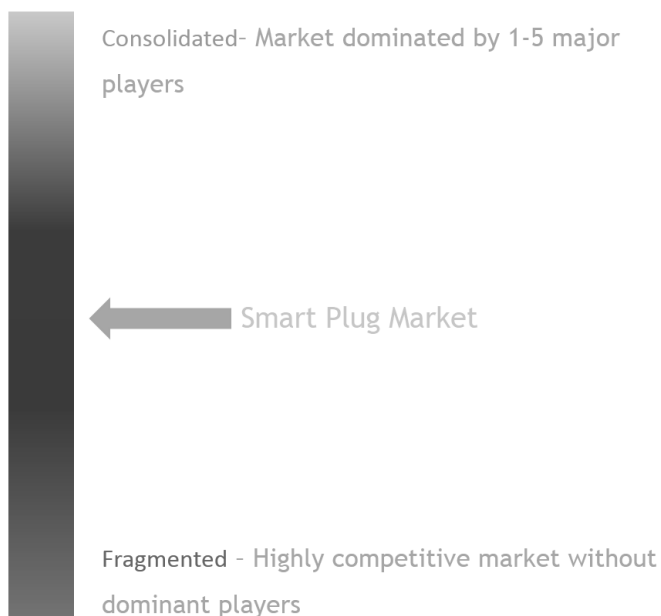 Consolidated- Market dominated by 1-5 major
players
Smart Plug Market
Fragmented - Highly competitive market without
dominant players